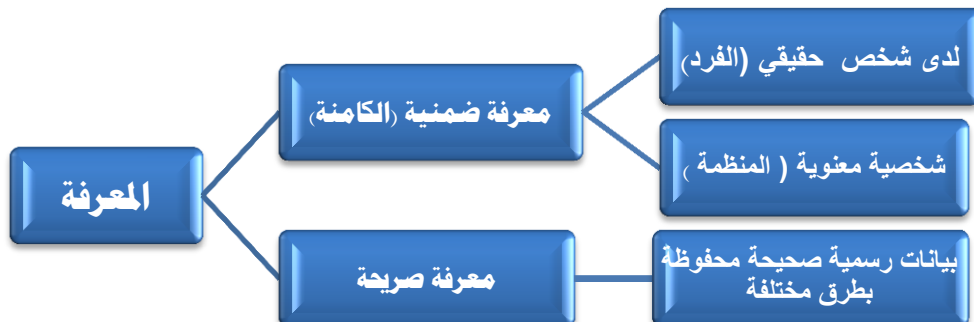 المعرفة
معرفة ضمنية (الكامنة)
لدى شخص حقيقي (الفرد)
شخصية معنوية ( المنظمة )
معرفة صريحة
بيانات رسمية صحيحة محفوظة
بطرق مختلفة